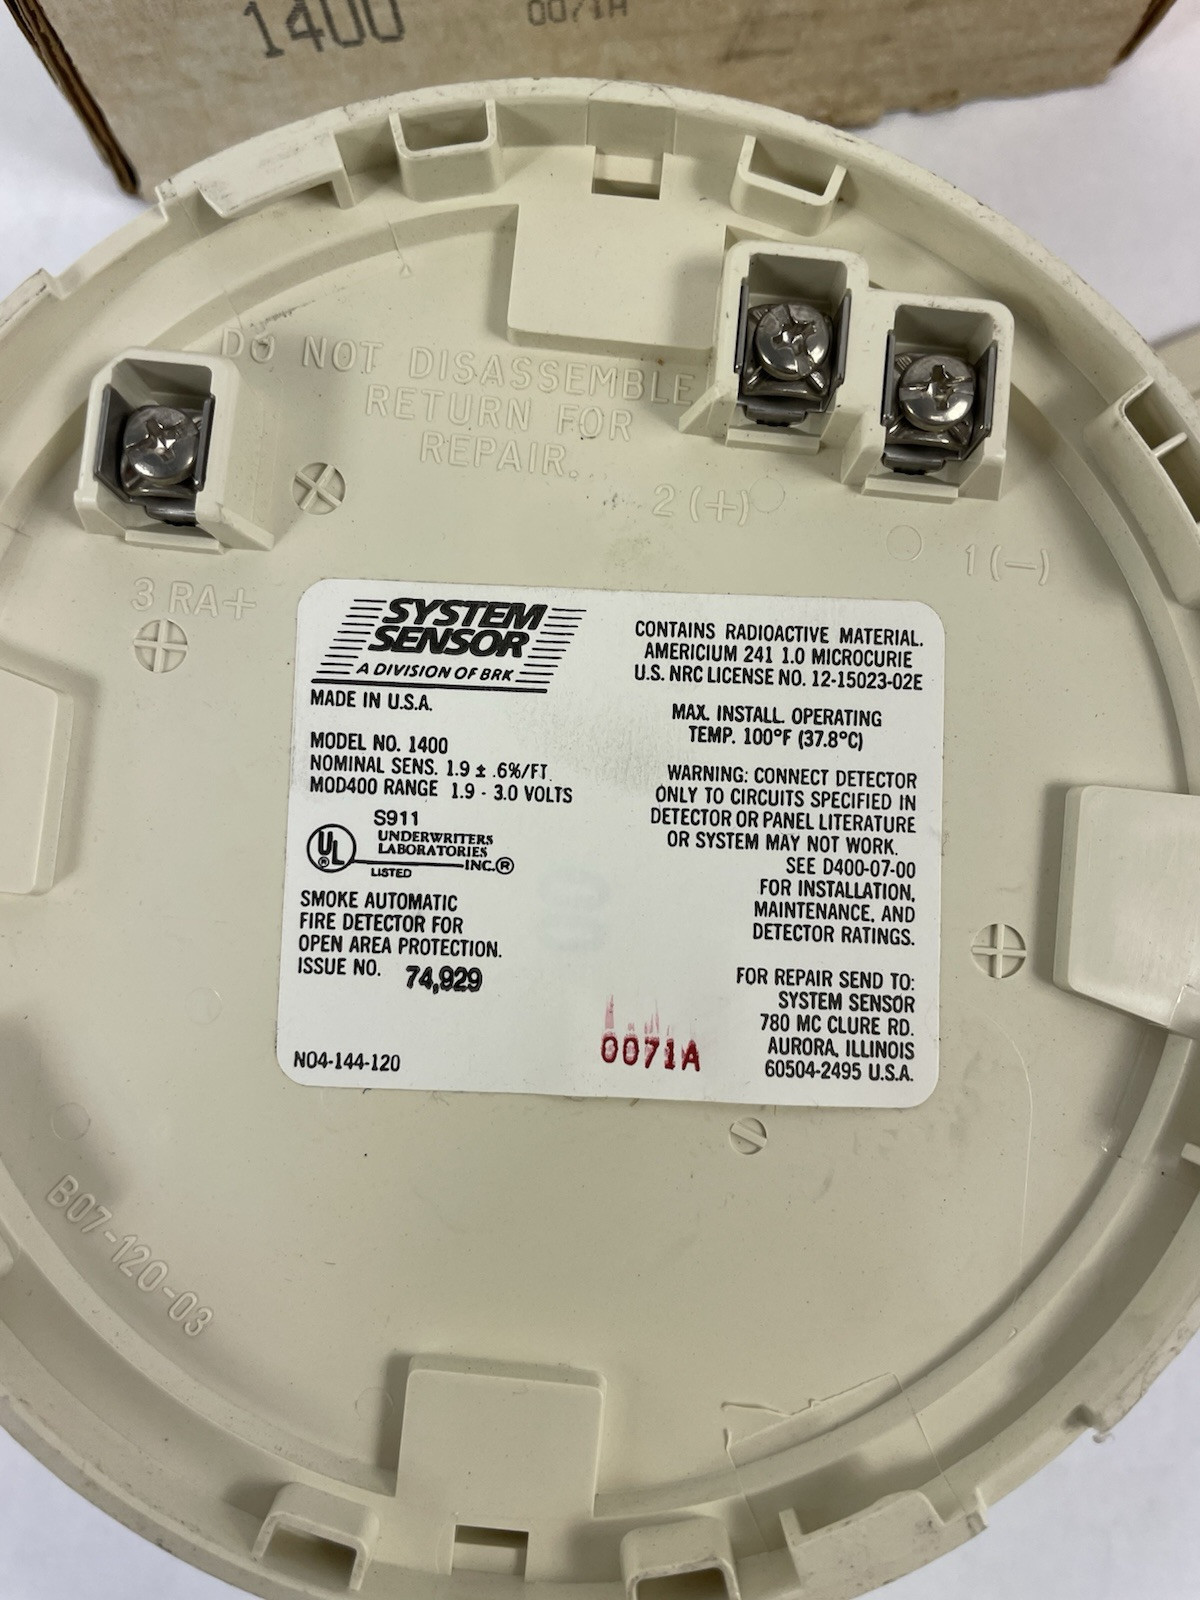 1400
0071A
DO NOT DISASSEMBLE
RETURN FOR
REPAIR.
2 (+)
1 (-)
3 RA+
SYSTEM
SENSOR
A DIVISION OF BRK
MADE IN U.S.A.
MODEL NO. 1400
NOMINAL SENS. 1.9 ± .6%/FT.
MOD400 RANGE 1.9 - 3.0 VOLTS
S911
UL
UNDERWRITERS
LABORATORIES
INC.®
LISTED
SMOKE AUTOMATIC
FIRE DETECTOR FOR
OPEN AREA PROTECTION.
ISSUE NO. 74,929
N04-144-120
CONTAINS RADIOACTIVE MATERIAL.
AMERICIUM 241 1.0 MICROCURIE
U.S. NRC LICENSE NO. 12-15023-02E
MAX. INSTALL. OPERATING
TEMP. 100°F (37.8°C)
WARNING: CONNECT DETECTOR
ONLY TO CIRCUITS SPECIFIED IN
DETECTOR OR PANEL LITERATURE
OR SYSTEM MAY NOT WORK.
SEE D400-07-00
FOR INSTALLATION,
MAINTENANCE, AND
DETECTOR RATINGS.
FOR REPAIR SEND TO:
SYSTEM SENSOR
780 MC CLURE RD.
AURORA, ILLINOIS
60504-2495 U.S.A.
0071A
B07-120-03